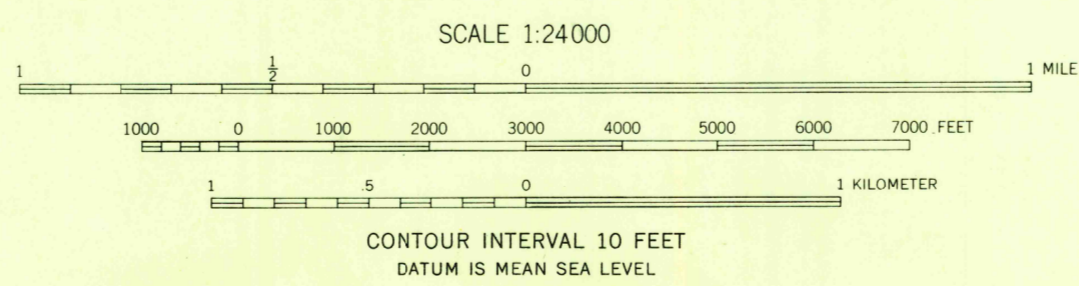 SCALE 1:24000
1 1/2 0 1 MILE
1000 0 1000 2000 3000 4000 5000 6000 7000 FEET
1 .5 0 1 KILOMETER
CONTOUR INTERVAL 10 FEET
DATUM IS MEAN SEA LEVEL